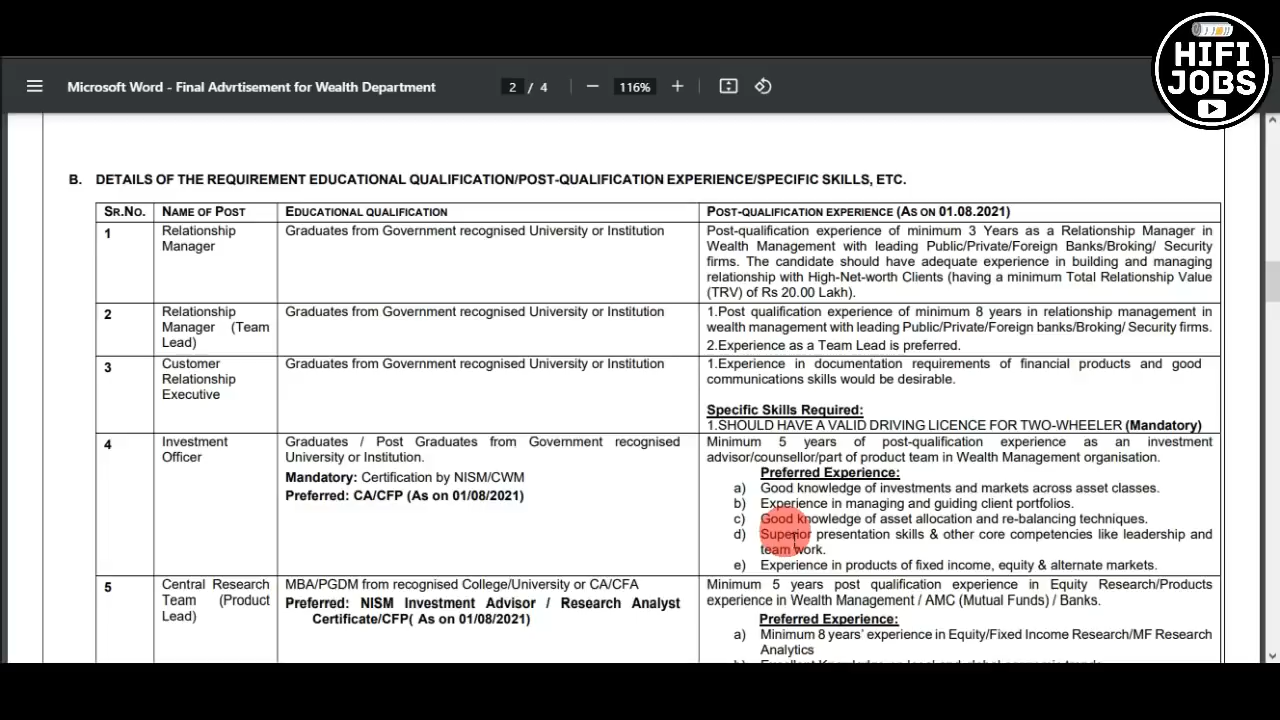 HIFI
JOBS
Microsoft Word - Final Advrtisement for Wealth Department
2 / 4
116%
B. DETAILS OF THE REQUIREMENT EDUCATIONAL QUALIFICATION/POST-QUALIFICATION EXPERIENCE/SPECIFIC SKILLS, ETC.
SR.NO. NAME OF POST EDUCATIONAL QUALIFICATION POST-QUALIFICATION EXPERIENCE (AS ON 01.08.2021)
1
Relationship
Manager
Graduates from Government recognised University or Institution
Post-qualification experience of minimum 3 Years as a Relationship Manager in
Wealth Management with leading Public/Private/Foreign Banks/Broking/ Security
firms. The candidate should have adequate experience in building and managing
relationship with High-Net-worth Clients (having a minimum Total Relationship Value
(TRV) of Rs 20.00 Lakh).
2
Relationship
Manager (Team
Lead)
Graduates from Government recognised University or Institution
1.Post qualification experience of minimum 8 years in relationship management in
wealth management with leading Public/Private/Foreign banks/Broking/ Security firms.
2.Experience as a Team Lead is preferred.
3
Customer
Relationship
Executive
Graduates from Government recognised University or Institution
1.Experience in documentation requirements of financial products and good
communications skills would be desirable.
Specific Skills Required:
1.SHOULD HAVE A VALID DRIVING LICENCE FOR TWO-WHEELER (Mandatory)
4
Investment
Officer
Graduates / Post Graduates from Government recognised
University or Institution.
Mandatory: Certification by NISM/CWM
Preferred: CA/CFP (As on 01/08/2021)
Minimum 5 years of post-qualification experience as an investment
advisor/counsellor/part of product team in Wealth Management organisation.
Preferred Experience:
a) Good knowledge of investments and markets across asset classes.
b) Experience in managing and guiding client portfolios.
c) Good knowledge of asset allocation and re-balancing techniques.
d) Superior presentation skills & other core competencies like leadership and
team work.
e) Experience in products of fixed income, equity & alternate markets.
5
Central Research
Team (Product
Lead)
MBA/PGDM from recognised College/University or CA/CFA
Preferred: NISM Investment Advisor / Research Analyst
Certificate/CFP( As on 01/08/2021)
Minimum 5 years post qualification experience in Equity Research/Products
experience in Wealth Management / AMC (Mutual Funds) / Banks.
Preferred Experience:
a) Minimum 8 years' experience in Equity/Fixed Income Research/MF Research
Analytics